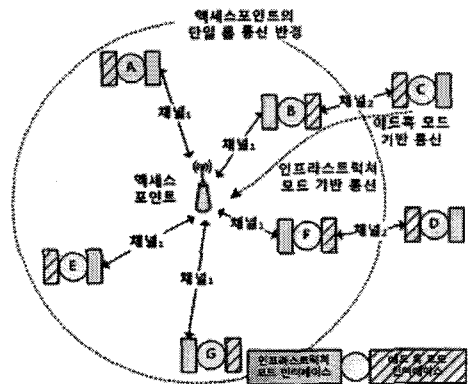 액세스포인트의
단일 홉 통신 반경
A
B
C
채널₁
채널₂
채널₁
애드혹 모드
기반 통신
액세스
포인트
인프라스트럭쳐
모드 기반 통신
채널₁
채널₂
F
D
E
채널₁
채널₁
G
인프라스트럭쳐
모드 인터페이스
애드 혹 모드
인터페이스